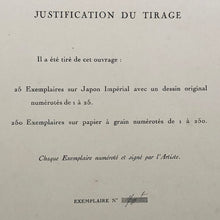 JUSTIFICATION DU TIRAGE
Il a été tiré de cet ouvrage :
25 Exemplaires sur Japon Impérial avec un dessin original
numérotés de 1 à 25.
250 Exemplaires sur papier à grain numérotés de 1 à 250.
Chaque Exemplaire numéroté et signé par l'Artiste.
EXEMPLAIRE N°